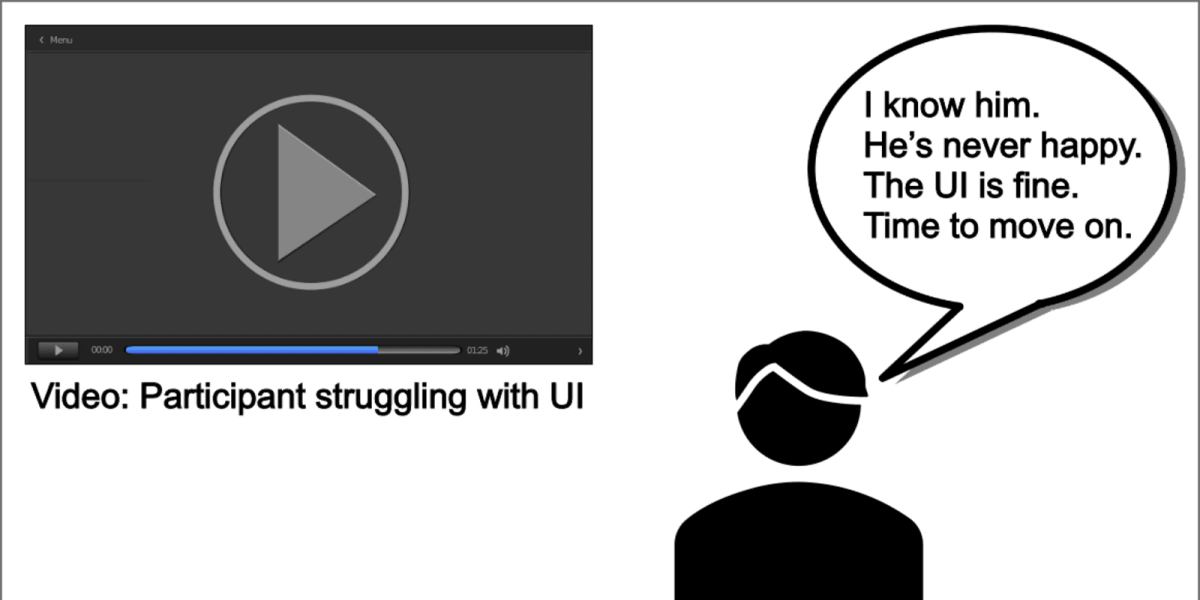 Menu
00:00
01:25
Video: Participant struggling with UI
I know him.
He's never happy.
The UI is fine.
Time to move on.